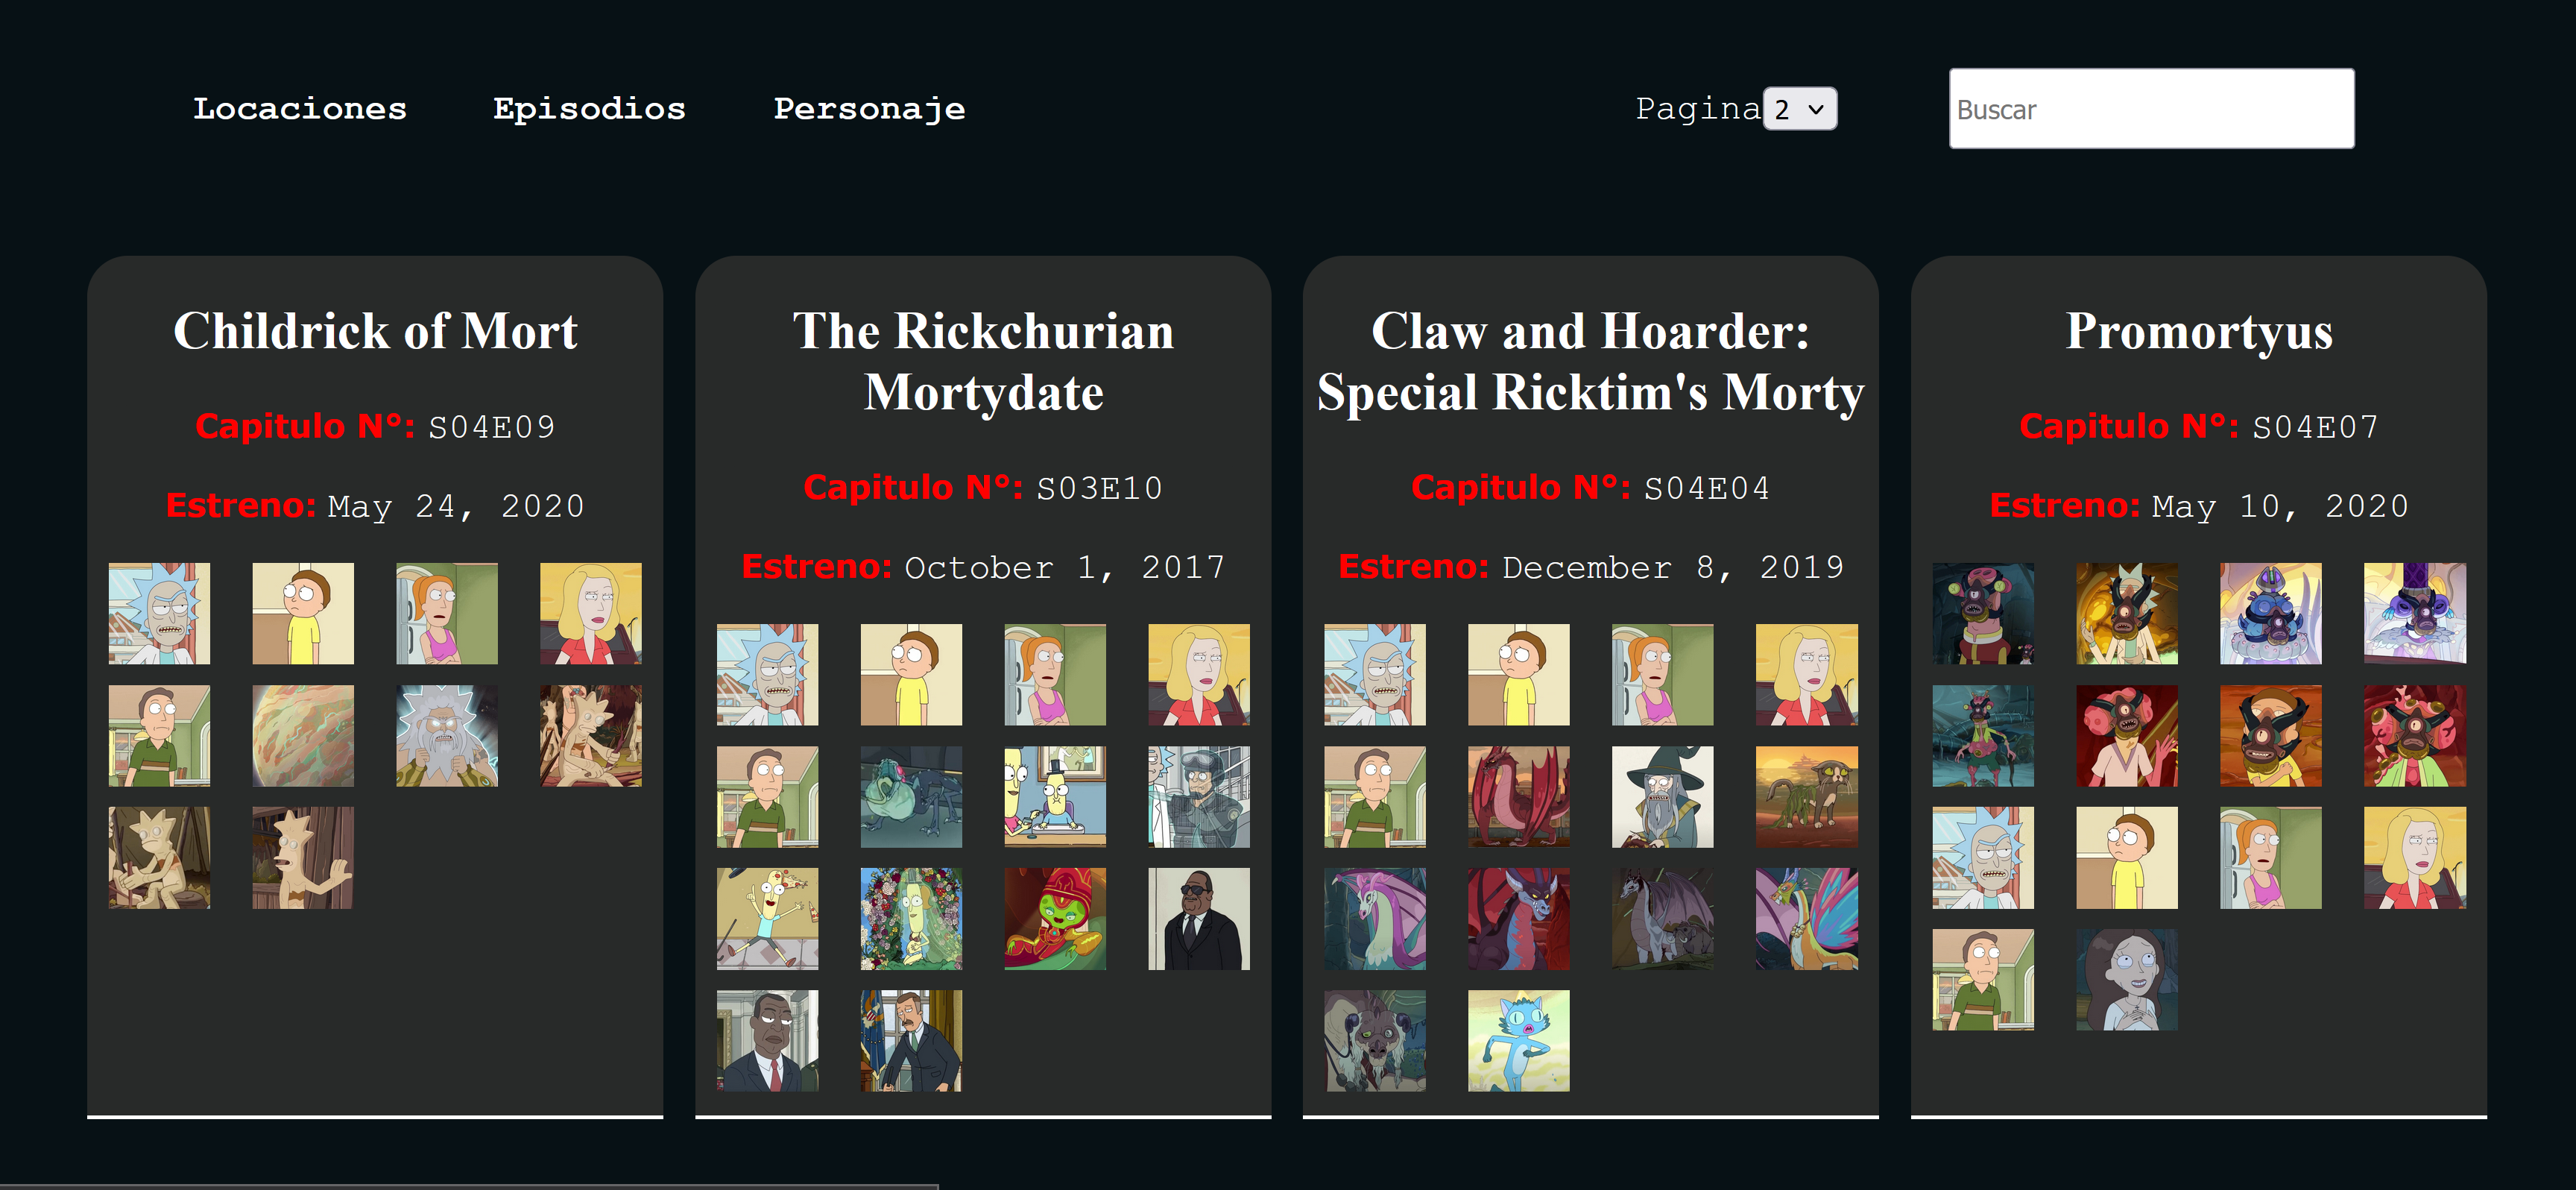 Locaciones Episodios Personaje Pagina 2 Buscar
Childrick of Mort
Capitulo N°: S04E09
Estreno: May 24, 2020
The Rickchurian
Mortydate
Capitulo N°: S03E10
Estreno: October 1, 2017
Claw and Hoarder:
Special Ricktim's Morty
Capitulo N°: S04E04
Estreno: December 8, 2019
Promortyus
Capitulo N°: S04E07
Estreno: May 10, 2020